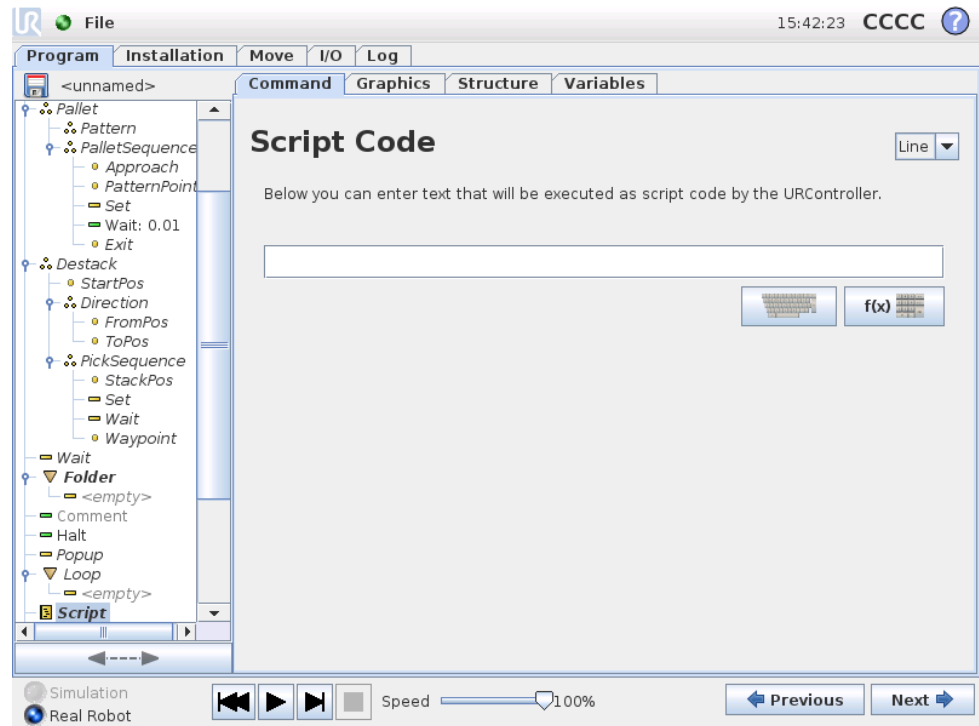 UR File 15:42:23 CCCC ?
Program Installation Move I/O Log
<unnamed> Command Graphics Structure Variables
Pallet
Pattern
PalletSequence
Approach
PatternPoint
Set
Wait: 0.01
Exit
Destack
StartPos
Direction
FromPos
ToPos
PickSequence
StackPos
Set
Wait
Waypoint
Wait
Folder
<empty>
Comment
Halt
Popup
Loop
<empty>
Script
Script Code
Line
Below you can enter text that will be executed as script code by the URController.
f(x)
Simulation
Real Robot
Speed 100%
Previous Next